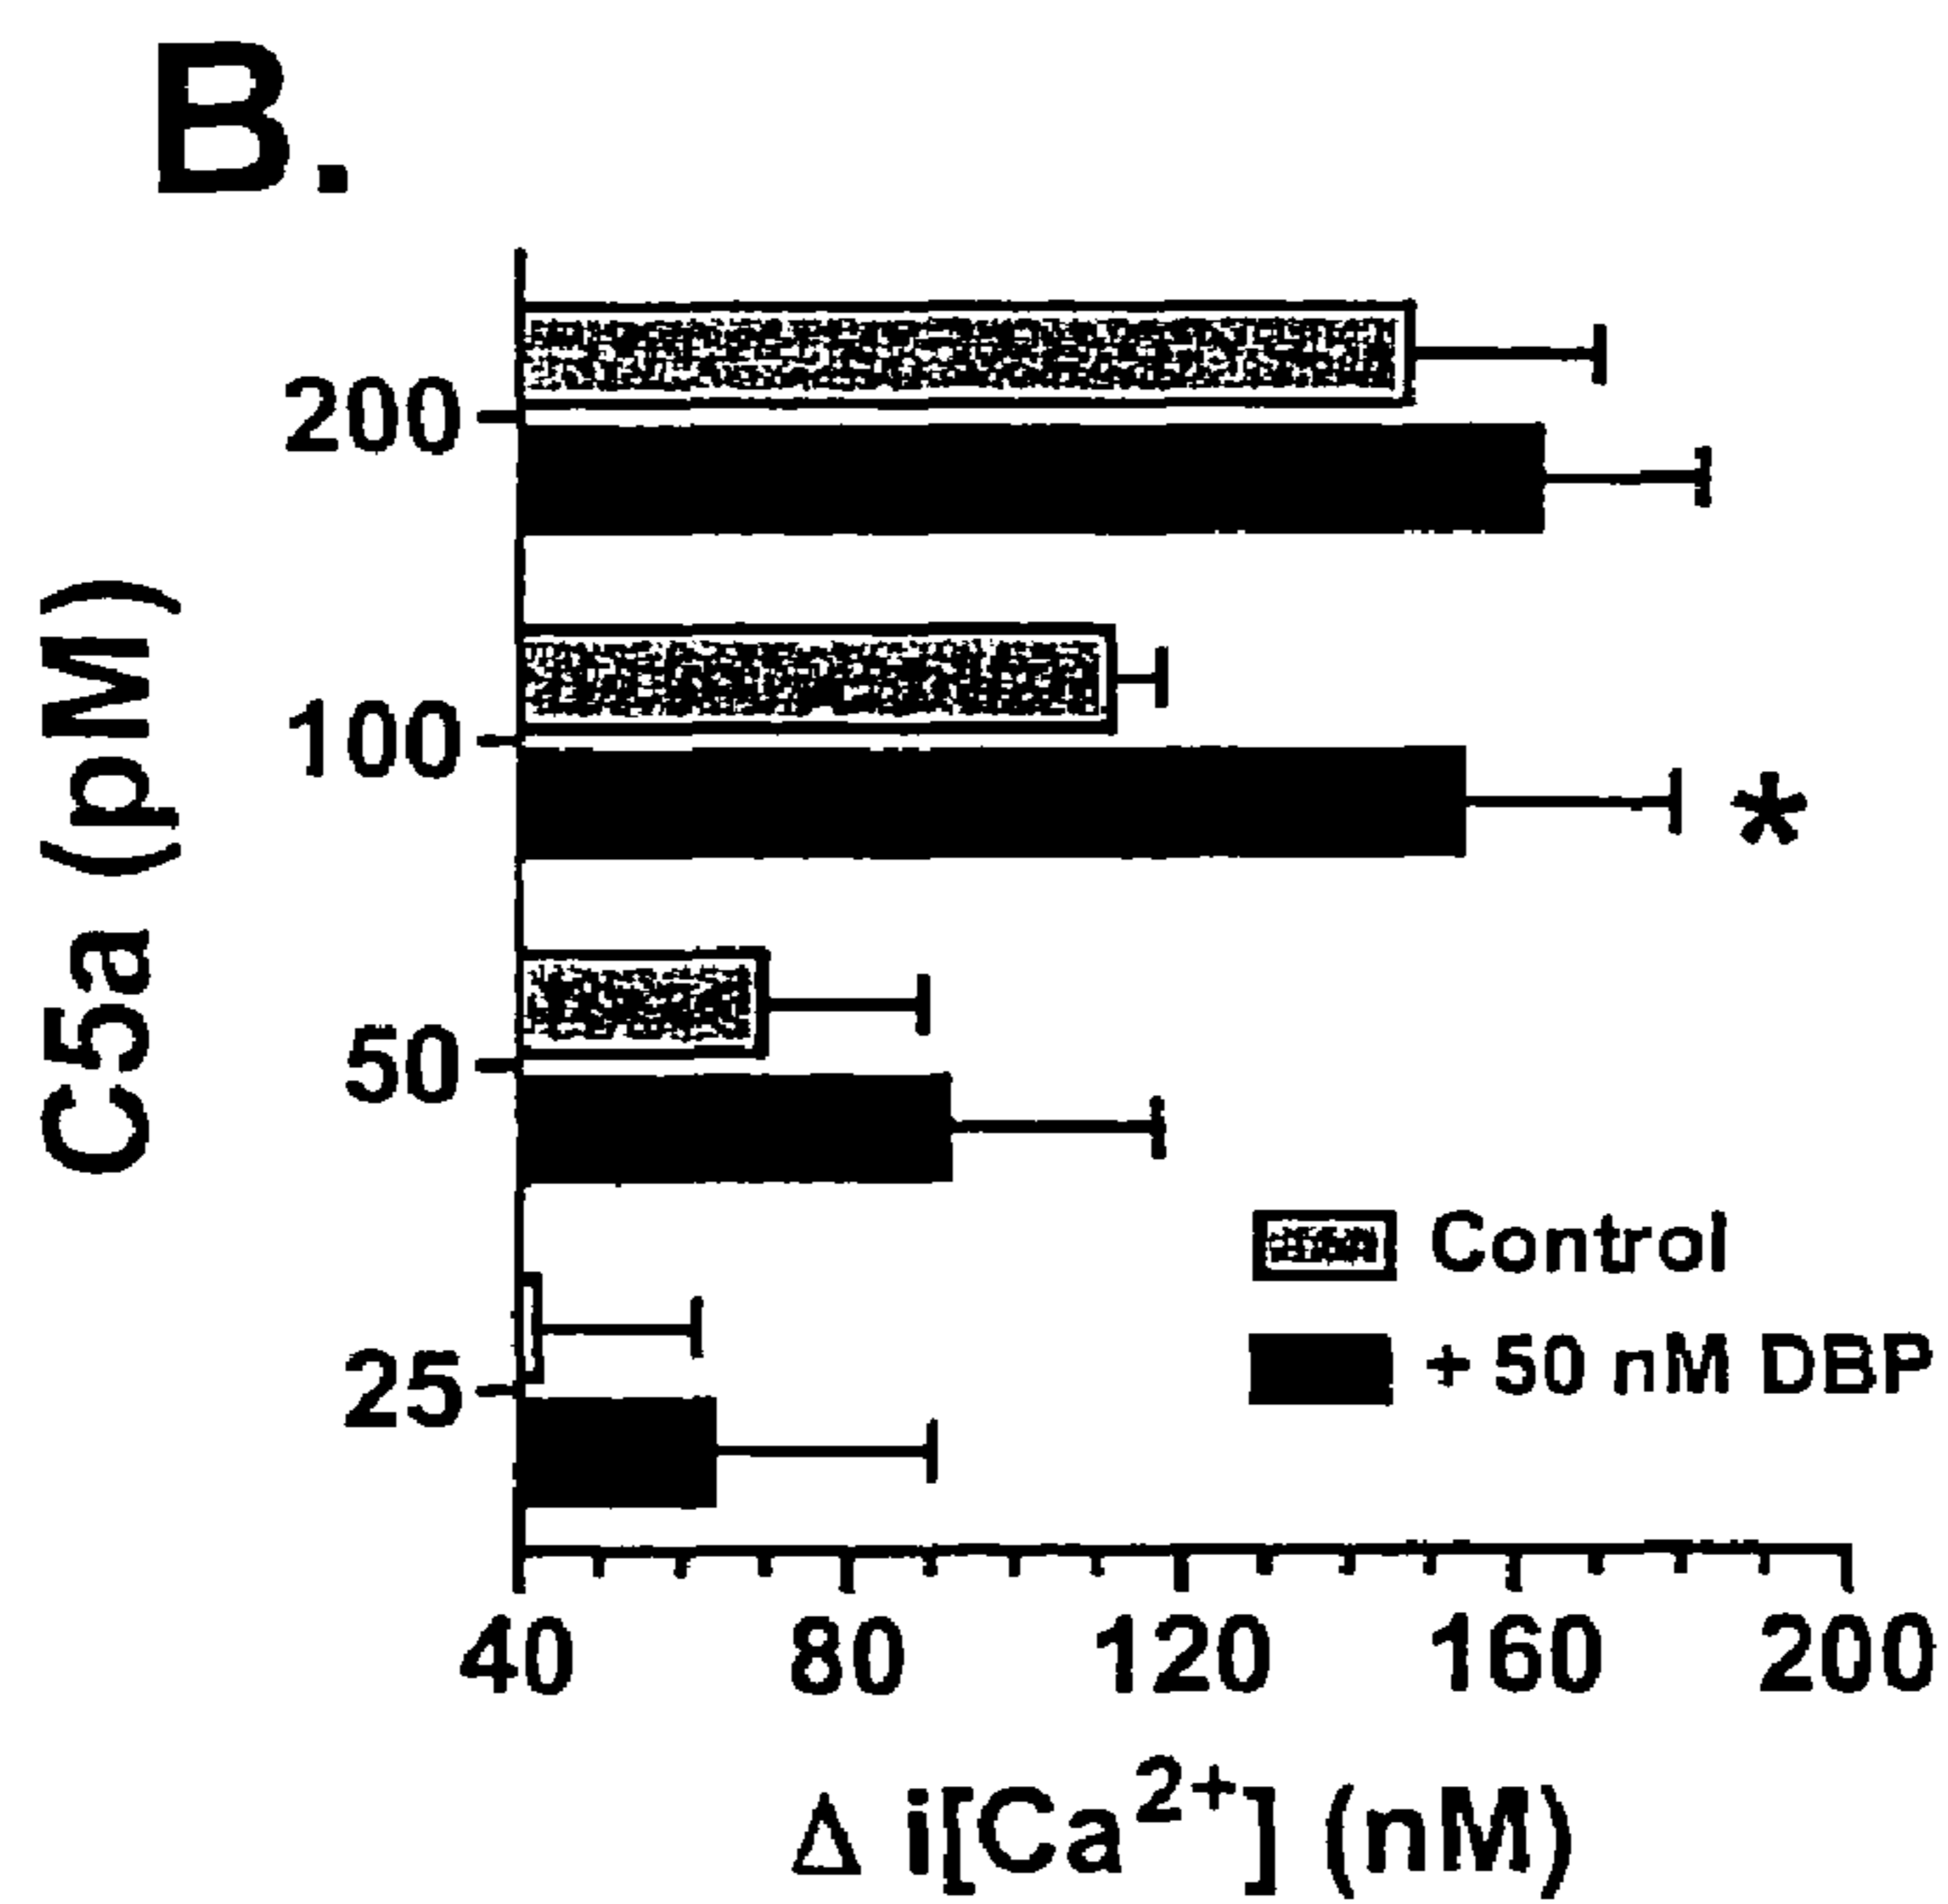 B.
C5a (pM)
200
100
*
50
25
Control
+ 50 nM DBP
40 80 120 160 200
Δ i[Ca²⁺] (nM)